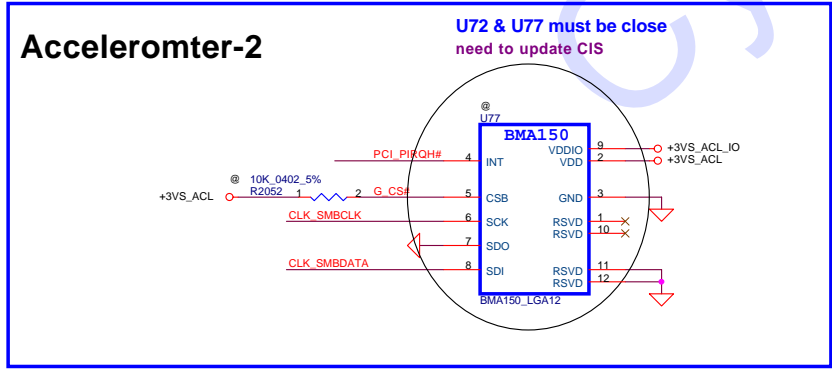 Acceleromter-2
U72 & U77 must be close
need to update CIS
@
U77
BMA150
PCI_PIRQH#
4
INT
VDDIO
9
+3VS_ACL_IO
VDD
2
+3VS_ACL
@
10K_0402_5%
+3VS_ACL
R2052
1
2
G_CS#
5
CSB
GND
3
CLK_SMBCLK
6
SCK
RSVD
1
RSVD
10
7
SDO
CLK_SMBDATA
8
SDI
RSVD
11
RSVD
12
BMA150_LGA12